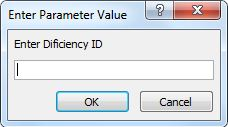 Enter Parameter Value
Enter Dificiency ID
OK
Cancel